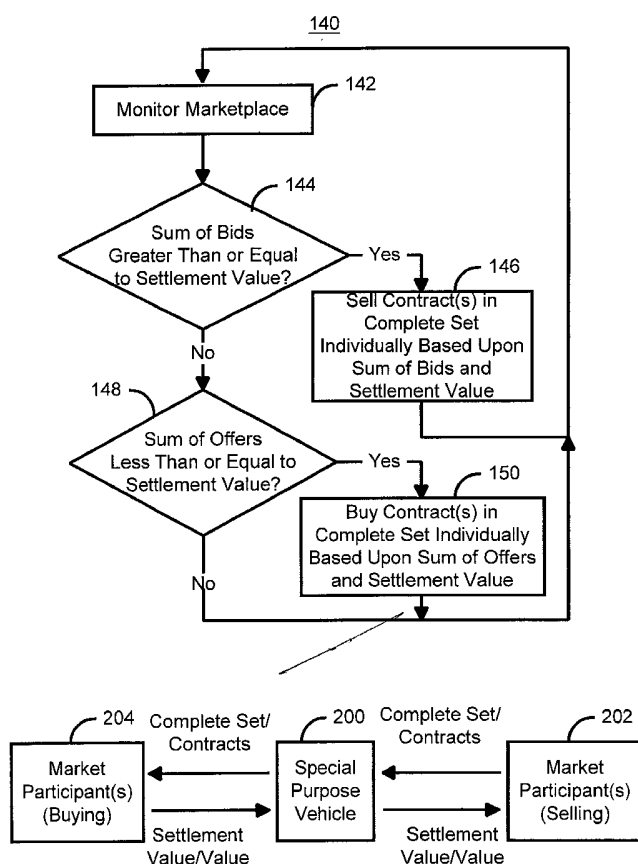 140
Monitor Marketplace
142
144
Sum of Bids
Greater Than or Equal
to Settlement Value?
Yes
146
Sell Contract(s) in
Complete Set
Individually Based Upon
Sum of Bids and
Settlement Value
No
148
Sum of Offers
Less Than or Equal to
Settlement Value?
Yes
150
Buy Contract(s) in
Complete Set Individually
Based Upon Sum of Offers
and Settlement Value
No
204
Market
Participant(s)
(Buying)
Complete Set/
Contracts
Settlement
Value/Value
200
Special
Purpose
Vehicle
Complete Set/
Contracts
Settlement
Value/Value
202
Market
Participant(s)
(Selling)